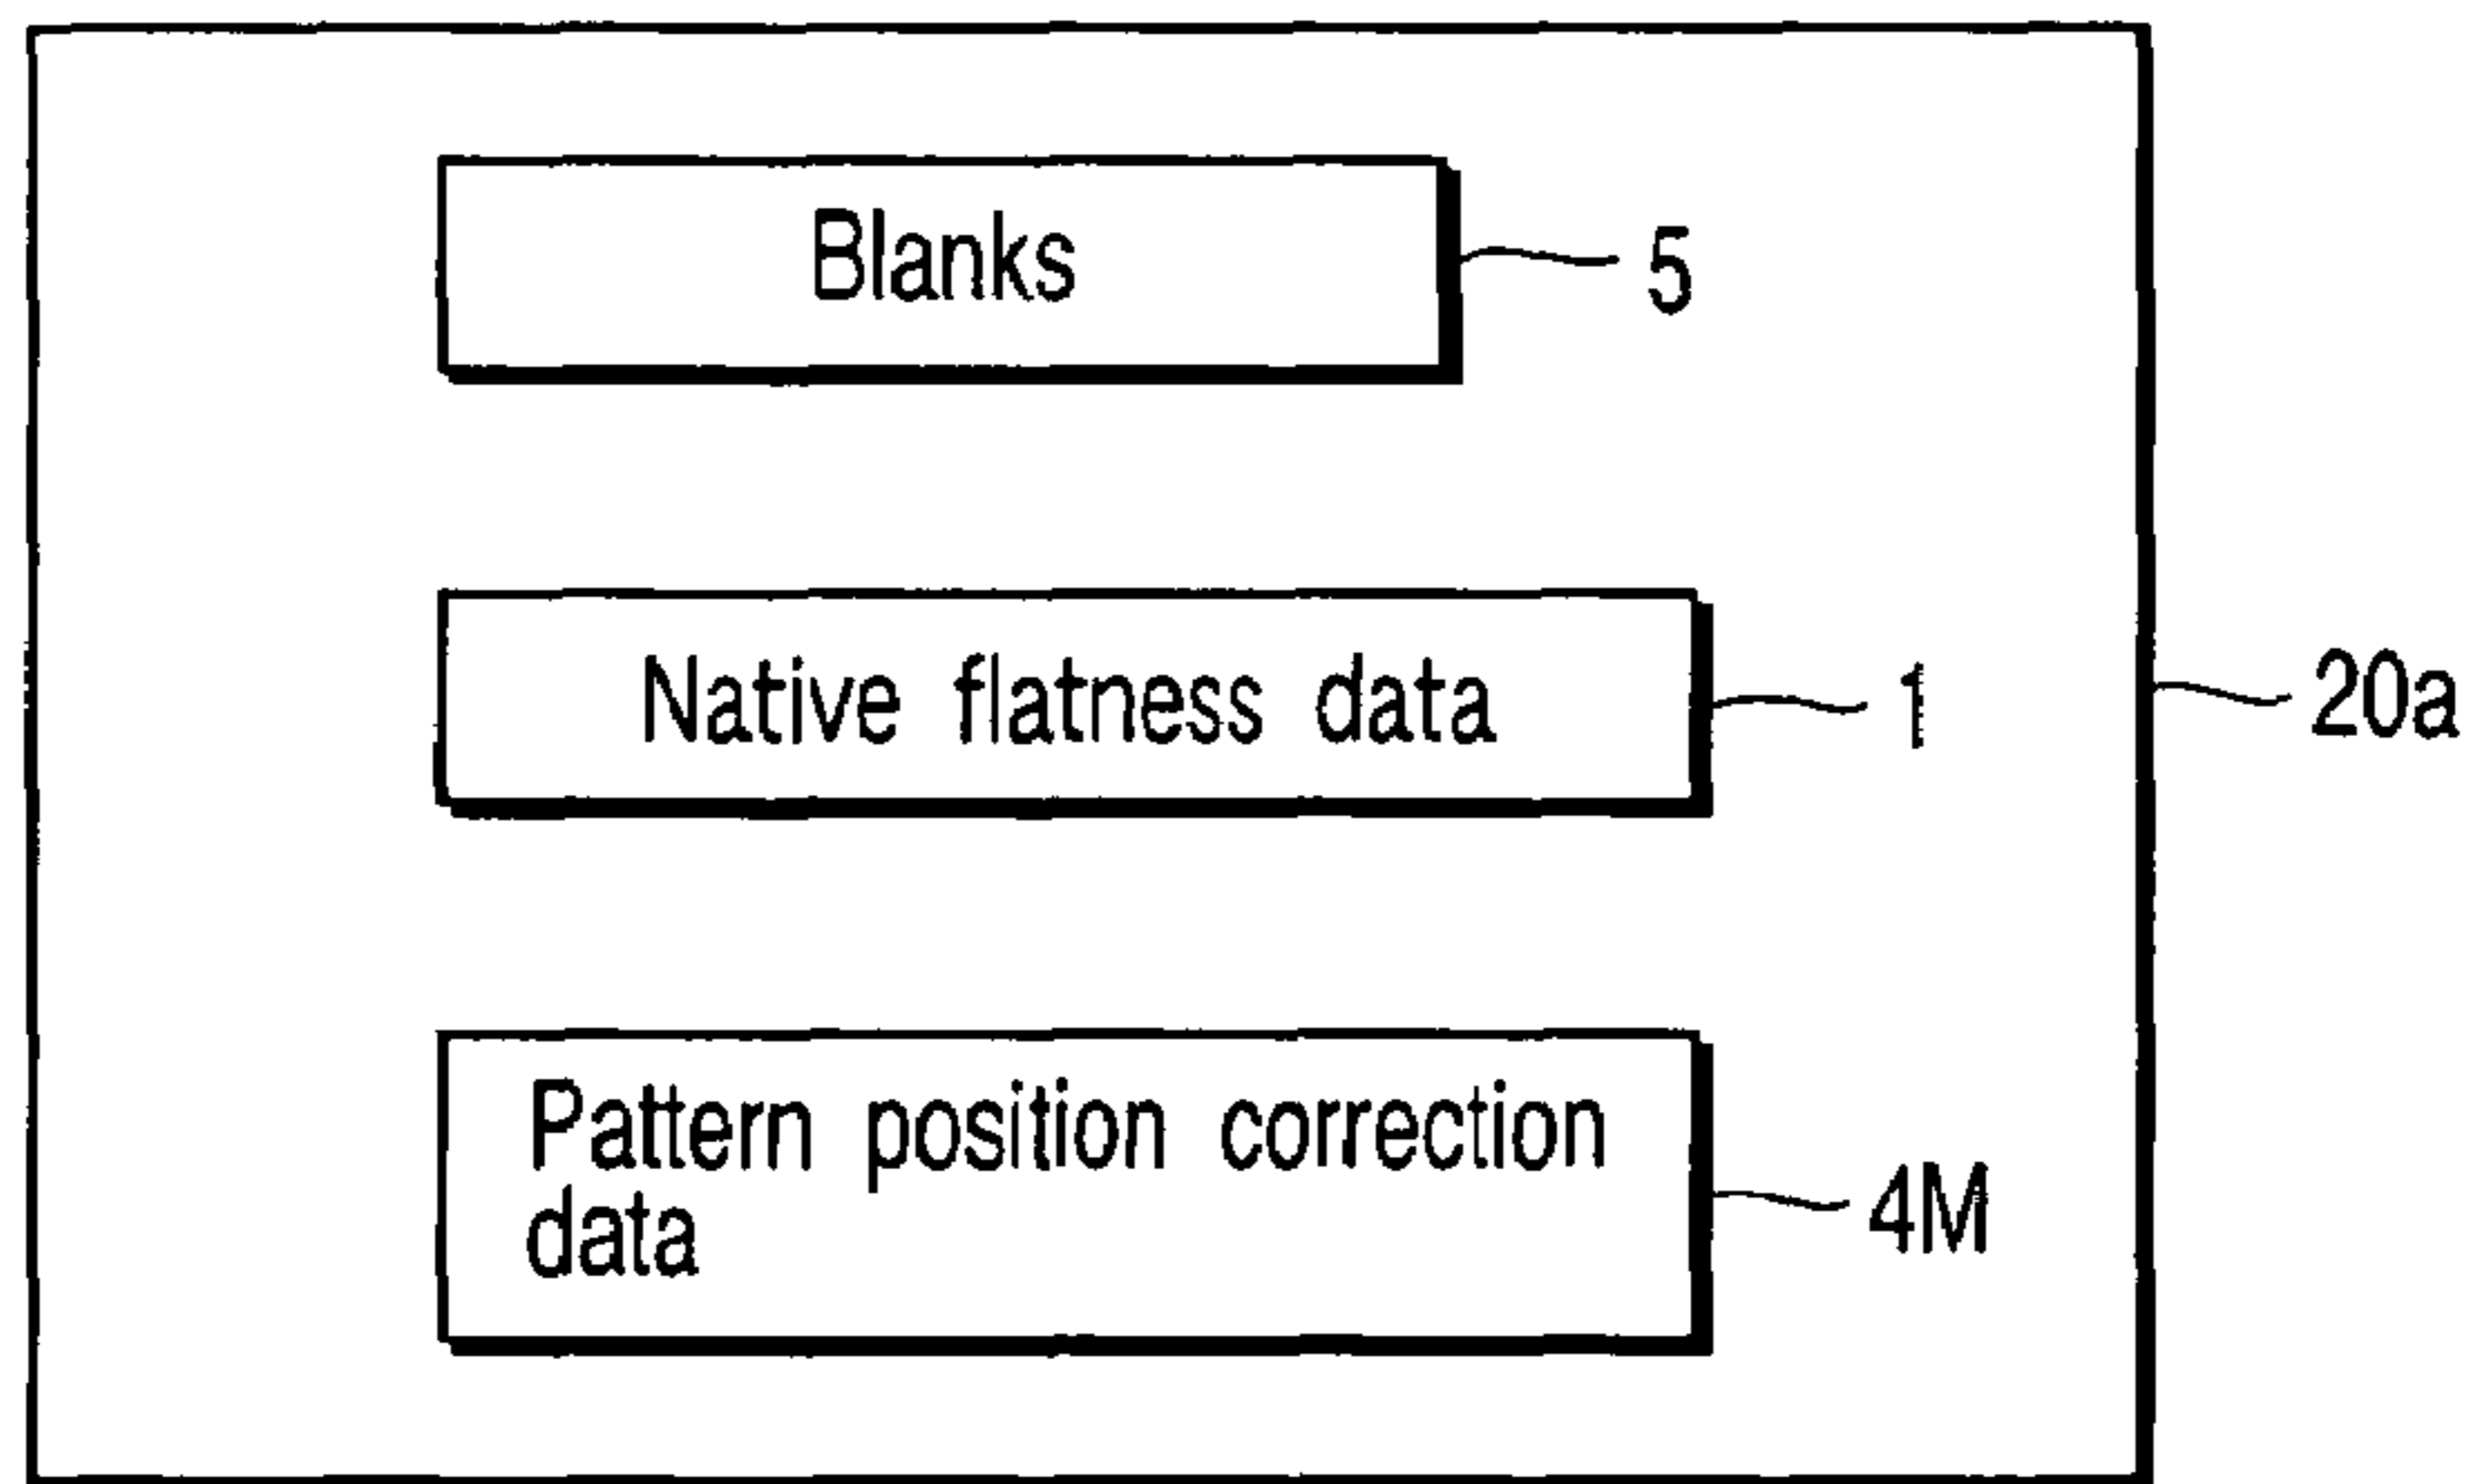 Blanks
5
Native flatness data
1
20a
Pattern position correction
data
4M